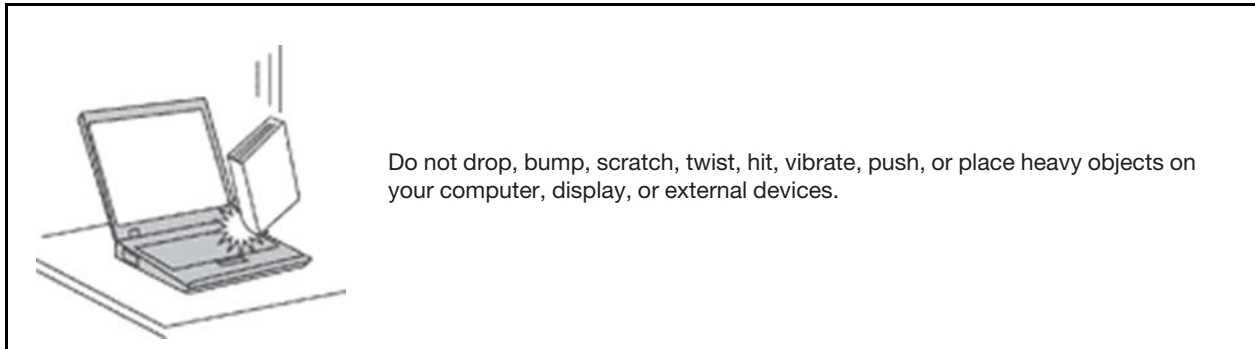 Do not drop, bump, scratch, twist, hit, vibrate, push, or place heavy objects on
your computer, display, or external devices.